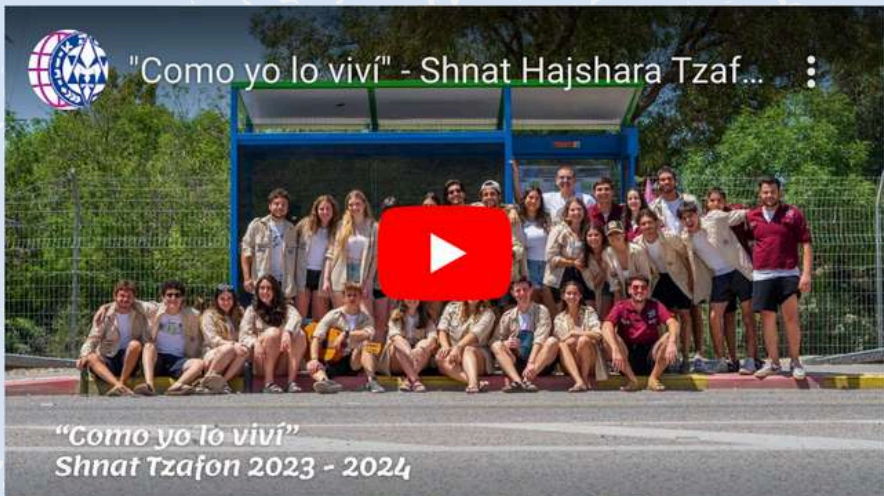 "Como yo lo viví" - Shnat Hajshara Tzaf...
“Como yo lo viví”
Shnat Tzafon 2023 - 2024